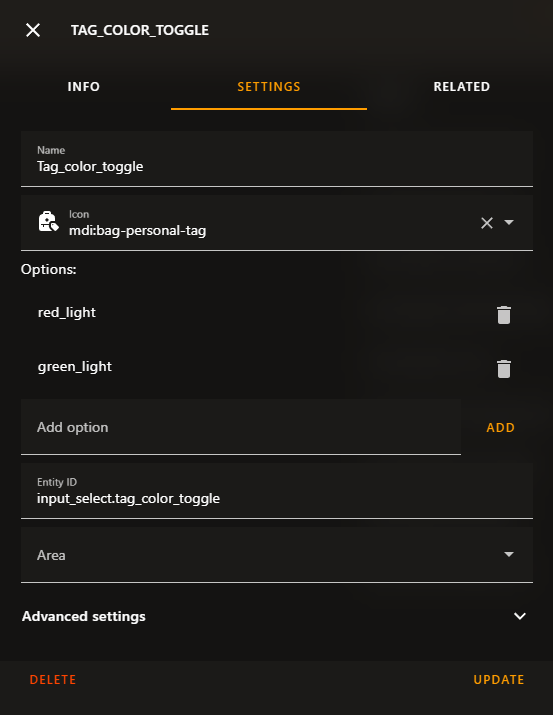 TAG_COLOR_TOGGLE
INFO SETTINGS RELATED
Name
Tag_color_toggle
Icon
mdi:bag-personal-tag
Options:
red_light
green_light
Add option ADD
Entity ID
input_select.tag_color_toggle
Area
Advanced settings
DELETE UPDATE